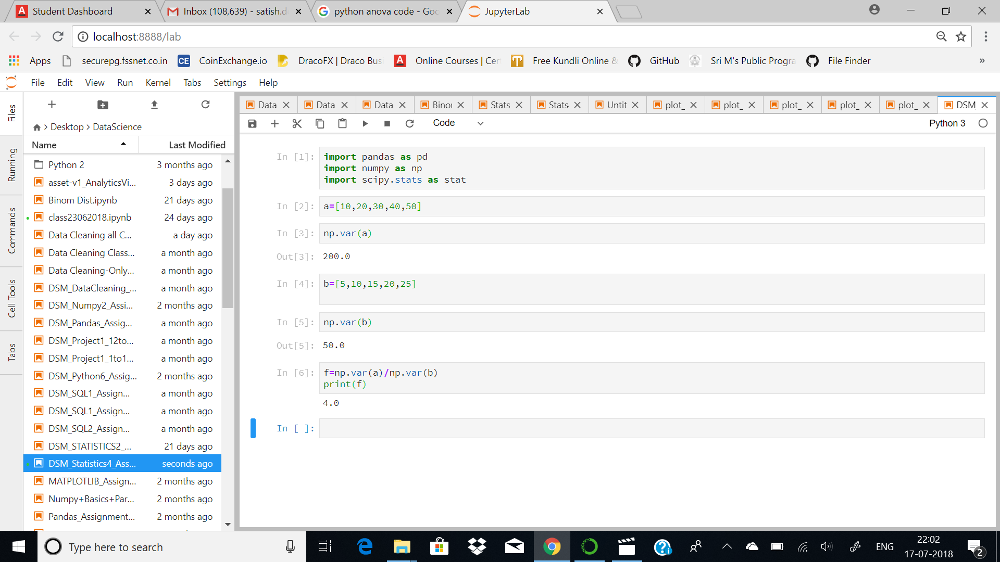 Student Dashboard
Inbox (108,639) - satish.d
python anova code - Goo
JupyterLab
localhost:8888/lab
Apps
securepg.fssnet.co.in
CE
CoinExchange.io
DracoFX | Draco Busi
Online Courses | Cer
Free Kundli Online &
GitHub
Sri M's Public Progra
File Finder
»
File Edit View Run Kernel Tabs Settings Help
Files
Running
Commands
Cell Tools
Tabs
Desktop > DataScience
Name Last Modified
Python 2 3 months ago
asset-v1_AnalyticsVi... 3 days ago
Binom Dist.ipynb 21 days ago
class23062018.ipynb 24 days ago
Data Cleaning all C... a day ago
Data Cleaning Class... a month ago
Data Cleaning-Only... a month ago
DSM_DataCleaning_... a month ago
DSM_Numpy2_Assi... 2 months ago
DSM_Pandas_Assig... a month ago
DSM_Project1_12to... a month ago
DSM_Project1_1to1... a month ago
DSM_Python6_Assig... 2 months ago
DSM_SQL1_Assign... a month ago
DSM_SQL1_Assign... a month ago
DSM_SQL2_Assign... a month ago
DSM_STATISTICS2_... 21 days ago
DSM_Statistics4_Ass... seconds ago
MATPLOTLIB_Assign... 2 months ago
Numpy+Basics+Par... 2 months ago
Pandas_Assignment... 2 months ago
Data Data Data Binor Stats Stats Untit plot_ plot_ plot_ plot_ plot_ DSM_
Code
Python 3
In [1]: import pandas as pd
import numpy as np
import scipy.stats as stat
In [2]: a=[10,20,30,40,50]
In [3]: np.var(a)
Out[3]: 200.0
In [4]: b=[5,10,15,20,25]
In [5]: np.var(b)
Out[5]: 50.0
In [6]: f=np.var(a)/np.var(b)
print(f)
4.0
In [ ]:
Type here to search
ENG
22:02
17-07-2018
2